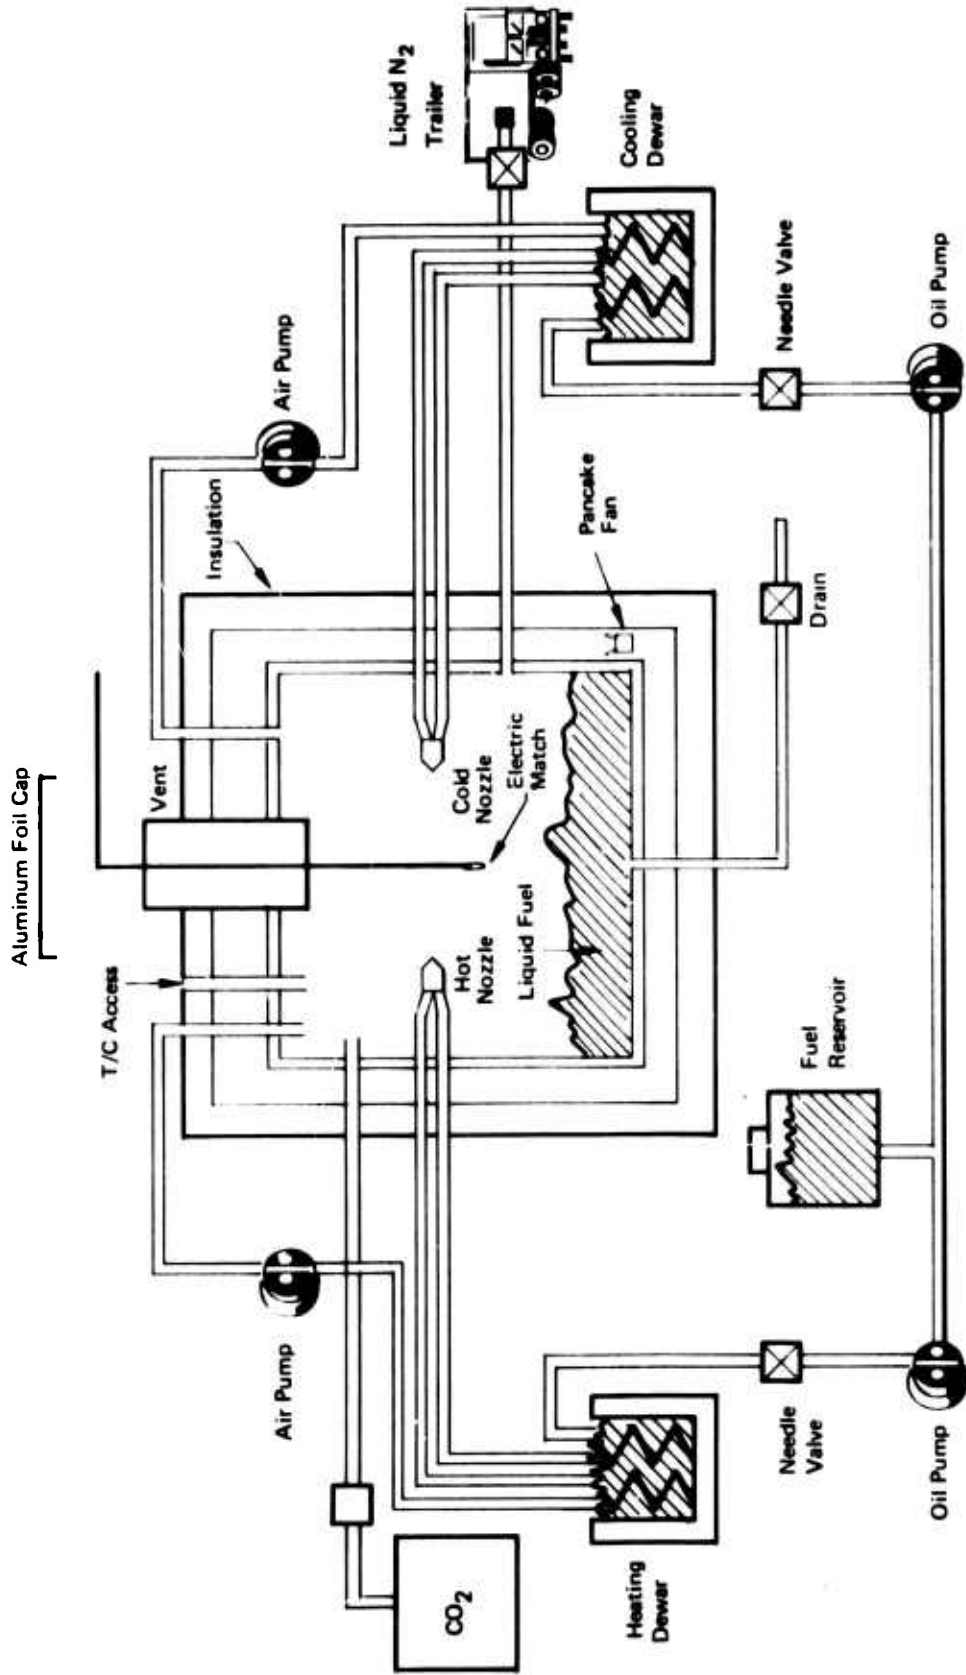 Aluminum Foil Cap
T/C Access
Vent
Insulation
Air Pump
Air Pump
Liquid N2
Trailer
CO2
Hot
Nozzle
Cold
Nozzle
Electric
Match
Liquid Fuel
Pancake
Fan
Heating
Dewar
Cooling
Dewar
Needle
Valve
Needle Valve
Fuel
Reservoir
Drain
Oil Pump
Oil Pump